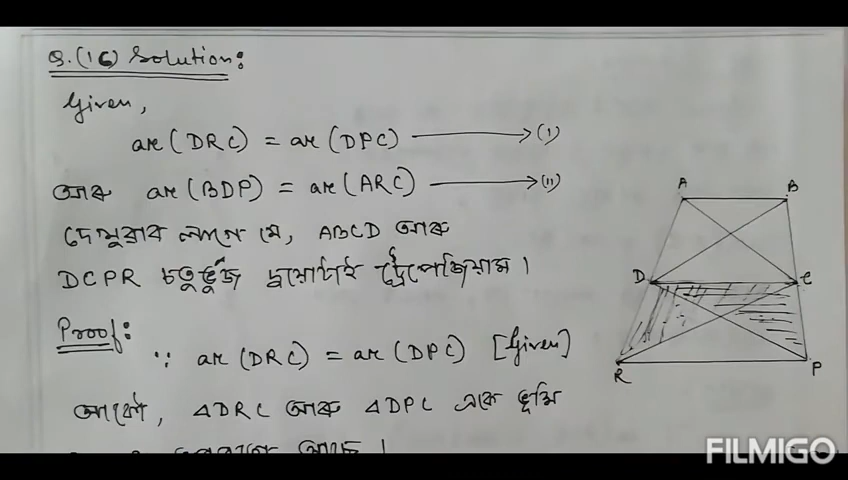 Q.(16) Solution:
Given,
ar(DRC) = ar(DPC) ⟶(i)
আৰু ar(BDP) = ar(ARC) ⟶(ii)
দেখুৱাব লাগে যে, ABCD আৰু
DCPR চতুৰ্ভুজ দুয়োটাই ট্ৰেপেজিয়াম।
Proof:
∵ ar(DRC) = ar(DPC) [Given]
আকৌ, ΔDRC আৰু ΔDPC একে ভূমি
আছে।
A B
D C
R P
FILMIGO